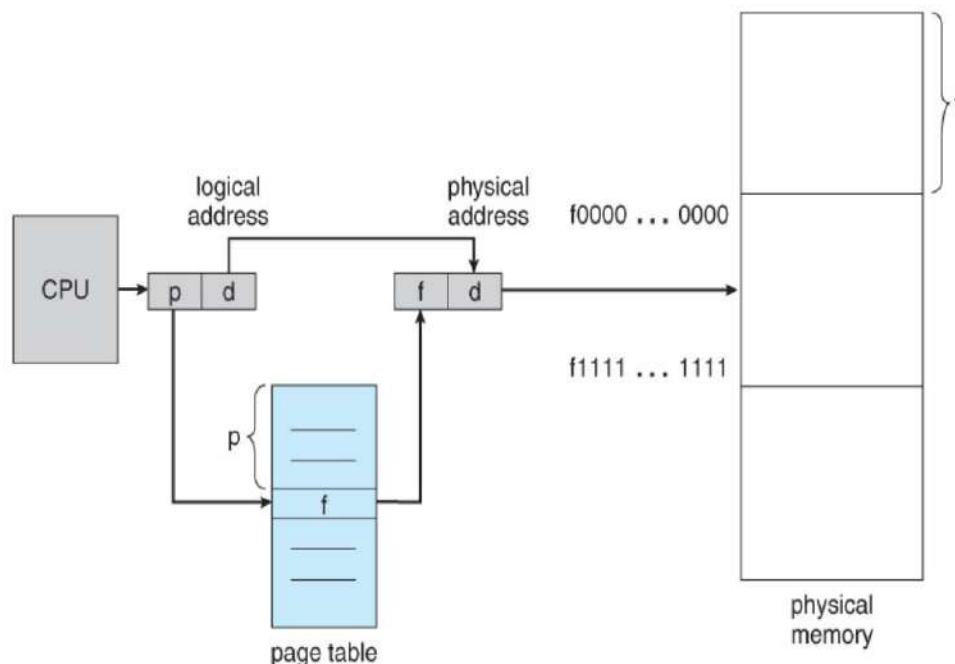 logical
address
physical
address
f0000 ... 0000
CPU
p
d
f
d
f1111 ... 1111
p
f
page table
physical
memory